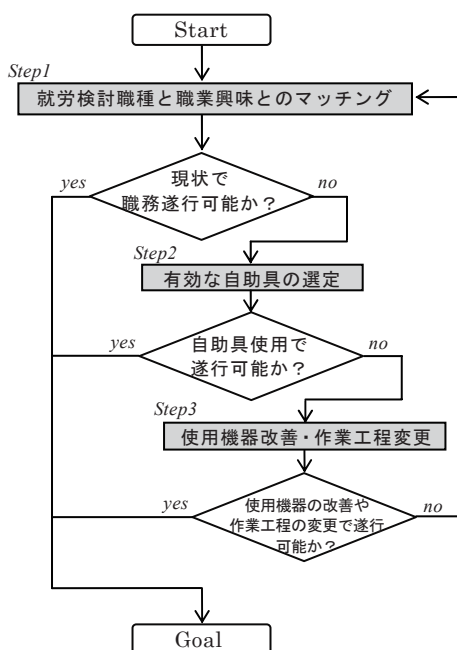 Start
Step1
就労検討職種と職業興味とのマッチング
現状で
職務遂行可能か？
yes
no
Step2
有効な自助具の選定
自助具使用で
遂行可能か？
yes
no
Step3
使用機器改善・作業工程変更
使用機器の改善や
作業工程の変更で遂行
可能か？
yes
no
Goal